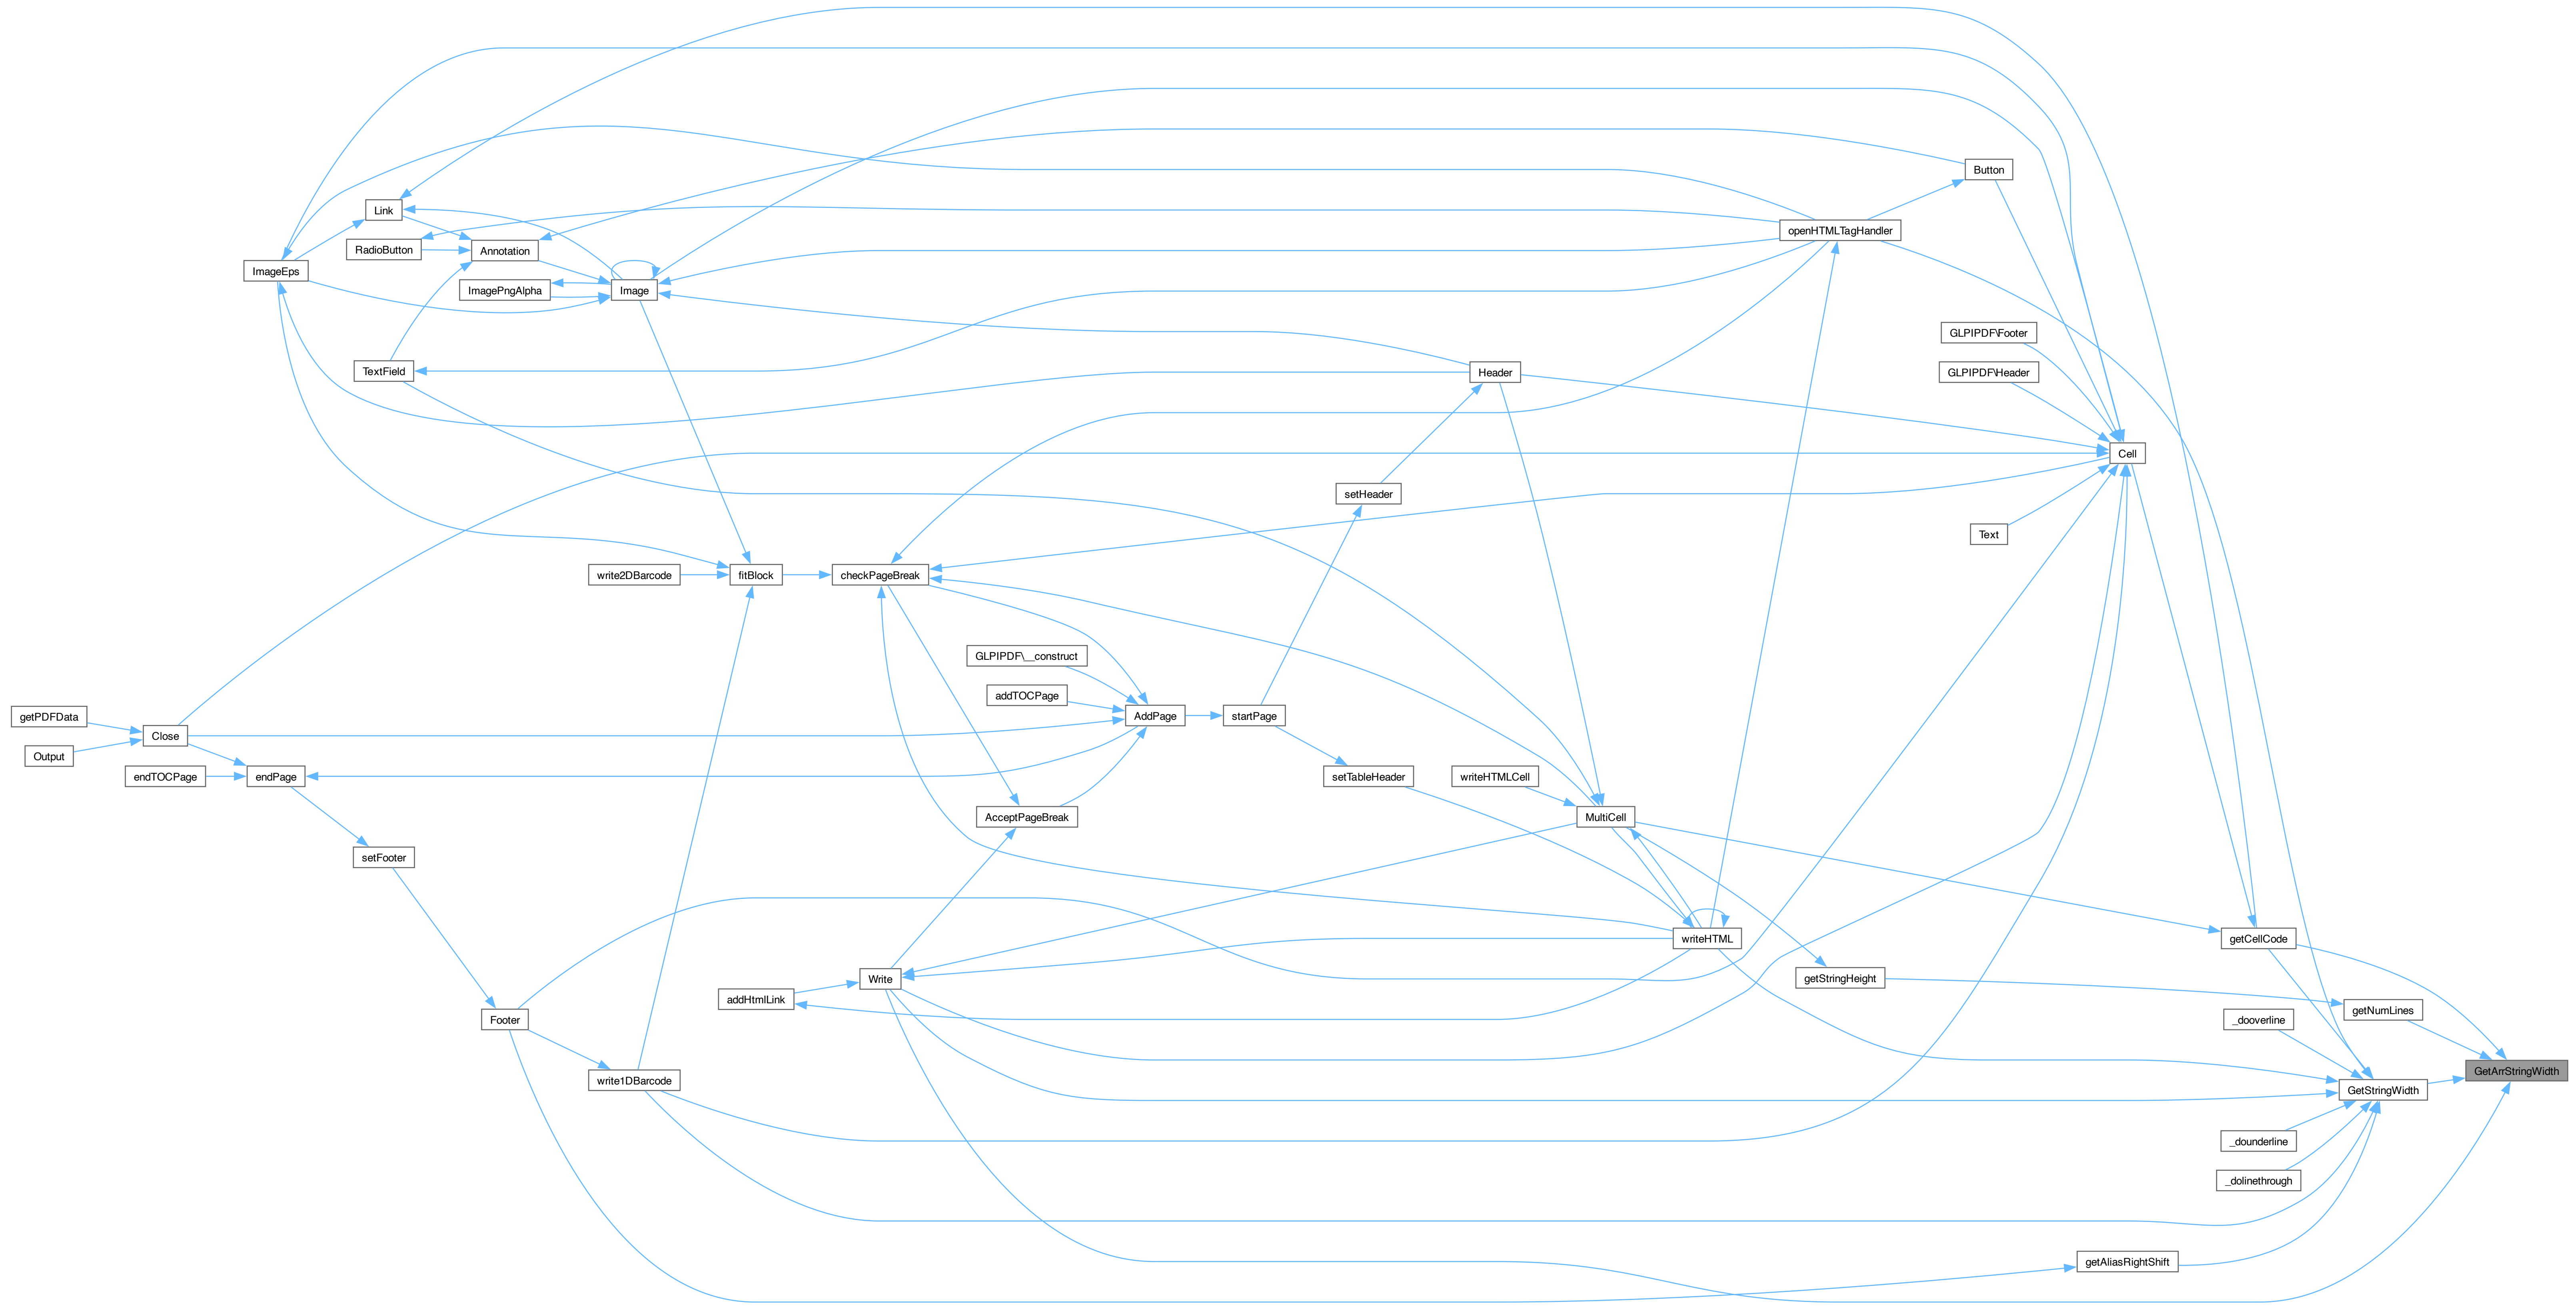 Button
Link
openHTMLTagHandler
RadioButton
Annotation
ImageEps
ImagePngAlpha
Image
GLPIPDF\Footer
TextField
Header
GLPIPDF\Header
Cell
setHeader
Text
write2DBarcode
fitBlock
checkPageBreak
GLPIPDF\__construct
addTOCPage
getPDFData
AddPage
startPage
Close
Output
endTOCPage
endPage
setTableHeader
writeHTMLCell
AcceptPageBreak
MultiCell
setFooter
writeHTML
getCellCode
Write
getStringHeight
addHtmlLink
getNumLines
Footer
_dooverline
GetArrStringWidth
write1DBarcode
GetStringWidth
_dounderline
_dolinethrough
getAliasRightShift